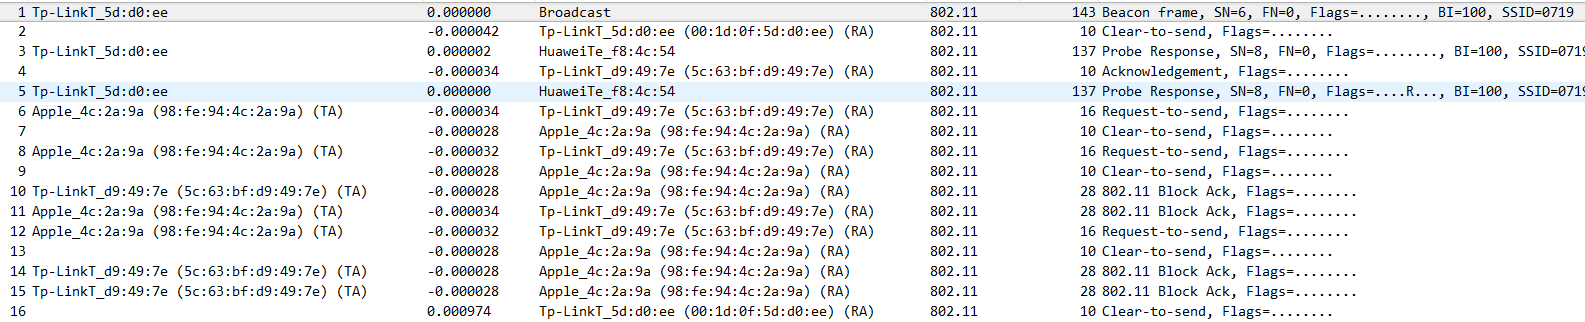 1 Tp-LinkT_5d:d0:ee 0.000000 Broadcast 802.11 143 Beacon frame, SN=6, FN=0, Flags=........, BI=100, SSID=0719
2 -0.000042 Tp-LinkT_5d:d0:ee (00:1d:0f:5d:d0:ee) (RA) 802.11 10 Clear-to-send, Flags=........
3 Tp-LinkT_5d:d0:ee 0.000002 HuaweiTe_f8:4c:54 802.11 137 Probe Response, SN=8, FN=0, Flags=........, BI=100, SSID=0719
4 -0.000034 Tp-LinkT_d9:49:7e (5c:63:bf:d9:49:7e) (RA) 802.11 10 Acknowledgement, Flags=........
5 Tp-LinkT_5d:d0:ee 0.000000 HuaweiTe_f8:4c:54 802.11 137 Probe Response, SN=8, FN=0, Flags=....R..., BI=100, SSID=0719
6 Apple_4c:2a:9a (98:fe:94:4c:2a:9a) (TA) -0.000034 Tp-LinkT_d9:49:7e (5c:63:bf:d9:49:7e) (RA) 802.11 16 Request-to-send, Flags=........
7 -0.000028 Apple_4c:2a:9a (98:fe:94:4c:2a:9a) (RA) 802.11 10 Clear-to-send, Flags=........
8 Apple_4c:2a:9a (98:fe:94:4c:2a:9a) (TA) -0.000032 Tp-LinkT_d9:49:7e (5c:63:bf:d9:49:7e) (RA) 802.11 16 Request-to-send, Flags=........
9 -0.000028 Apple_4c:2a:9a (98:fe:94:4c:2a:9a) (RA) 802.11 10 Clear-to-send, Flags=........
10 Tp-LinkT_d9:49:7e (5c:63:bf:d9:49:7e) (TA) -0.000028 Apple_4c:2a:9a (98:fe:94:4c:2a:9a) (RA) 802.11 28 802.11 Block Ack, Flags=........
11 Apple_4c:2a:9a (98:fe:94:4c:2a:9a) (TA) -0.000034 Tp-LinkT_d9:49:7e (5c:63:bf:d9:49:7e) (RA) 802.11 28 802.11 Block Ack, Flags=........
12 Apple_4c:2a:9a (98:fe:94:4c:2a:9a) (TA) -0.000032 Tp-LinkT_d9:49:7e (5c:63:bf:d9:49:7e) (RA) 802.11 16 Request-to-send, Flags=........
13 -0.000028 Apple_4c:2a:9a (98:fe:94:4c:2a:9a) (RA) 802.11 10 Clear-to-send, Flags=........
14 Tp-LinkT_d9:49:7e (5c:63:bf:d9:49:7e) (TA) -0.000028 Apple_4c:2a:9a (98:fe:94:4c:2a:9a) (RA) 802.11 28 802.11 Block Ack, Flags=........
15 Tp-LinkT_d9:49:7e (5c:63:bf:d9:49:7e) (TA) -0.000028 Apple_4c:2a:9a (98:fe:94:4c:2a:9a) (RA) 802.11 28 802.11 Block Ack, Flags=........
16 0.000974 Tp-LinkT_5d:d0:ee (00:1d:0f:5d:d0:ee) (RA) 802.11 10 Clear-to-send, Flags=........